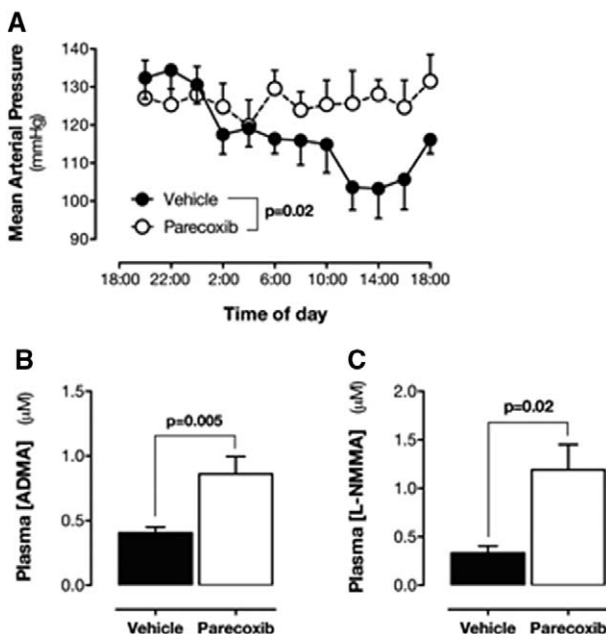 A
Mean Arterial Pressure
(mmHg)
140
130
120
110
100
90
Vehicle
Parecoxib
p=0.02
18:00 22:00 2:00 6:00 10:00 14:00 18:00
Time of day
B
Plasma [ADMA] (µM)
1.5
1.0
0.5
0.0
p=0.005
Vehicle Parecoxib
C
Plasma [L-NMMA] (µM)
2.0
1.5
1.0
0.5
0.0
p=0.02
Vehicle Parecoxib